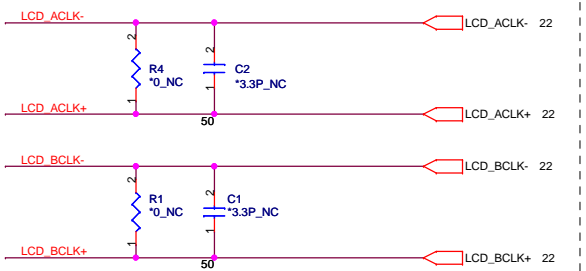 LCD_ACLK- LCD_ACLK- 22
2 2
R4 C2
*0_NC *3.3P_NC
1 1
LCD_ACLK+ LCD_ACLK+ 22
50
LCD_BCLK- LCD_BCLK- 22
2 2
R1 C1
*0_NC *3.3P_NC
1 1
LCD_BCLK+ LCD_BCLK+ 22
50